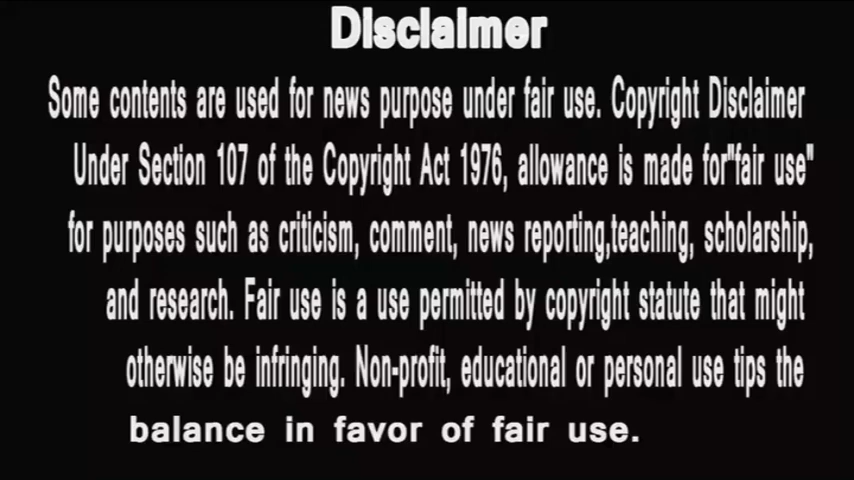 Disclaimer
Some contents are used for news purpose under fair use. Copyright Disclaimer
Under Section 107 of the Copyright Act 1976, allowance is made for"fair use"
for purposes such as criticism, comment, news reporting,teaching, scholarship,
and research. Fair use is a use permitted by copyright statute that might
otherwise be infringing. Non-profit, educational or personal use tips the
balance in favor of fair use.